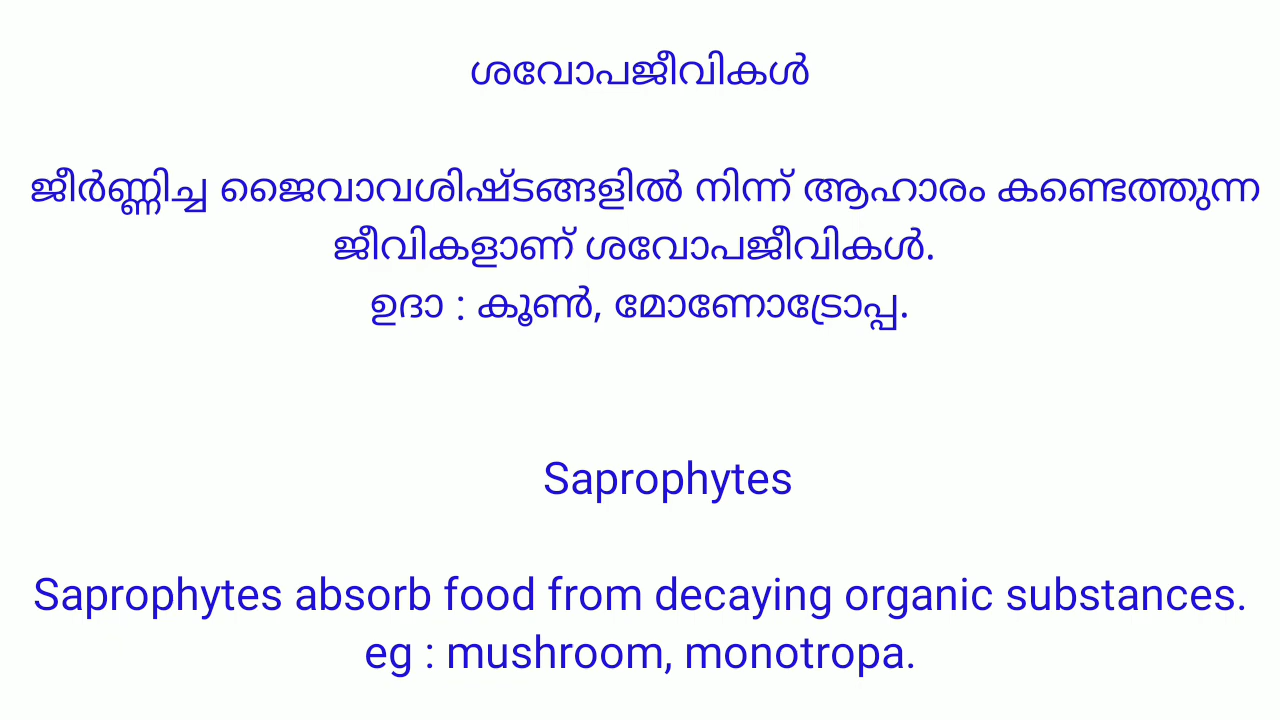 ശവോപജീവികൾ
ജീർണ്ണിച്ച ജൈവാവശിഷ്ടങ്ങളിൽ നിന്ന് ആഹാരം കണ്ടെത്തുന്ന
ജീവികളാണ് ശവോപജീവികൾ.
ഉദാ : കൂൺ, മോണോട്രോപ്പ.
Saprophytes
Saprophytes absorb food from decaying organic substances.
eg : mushroom, monotropa.